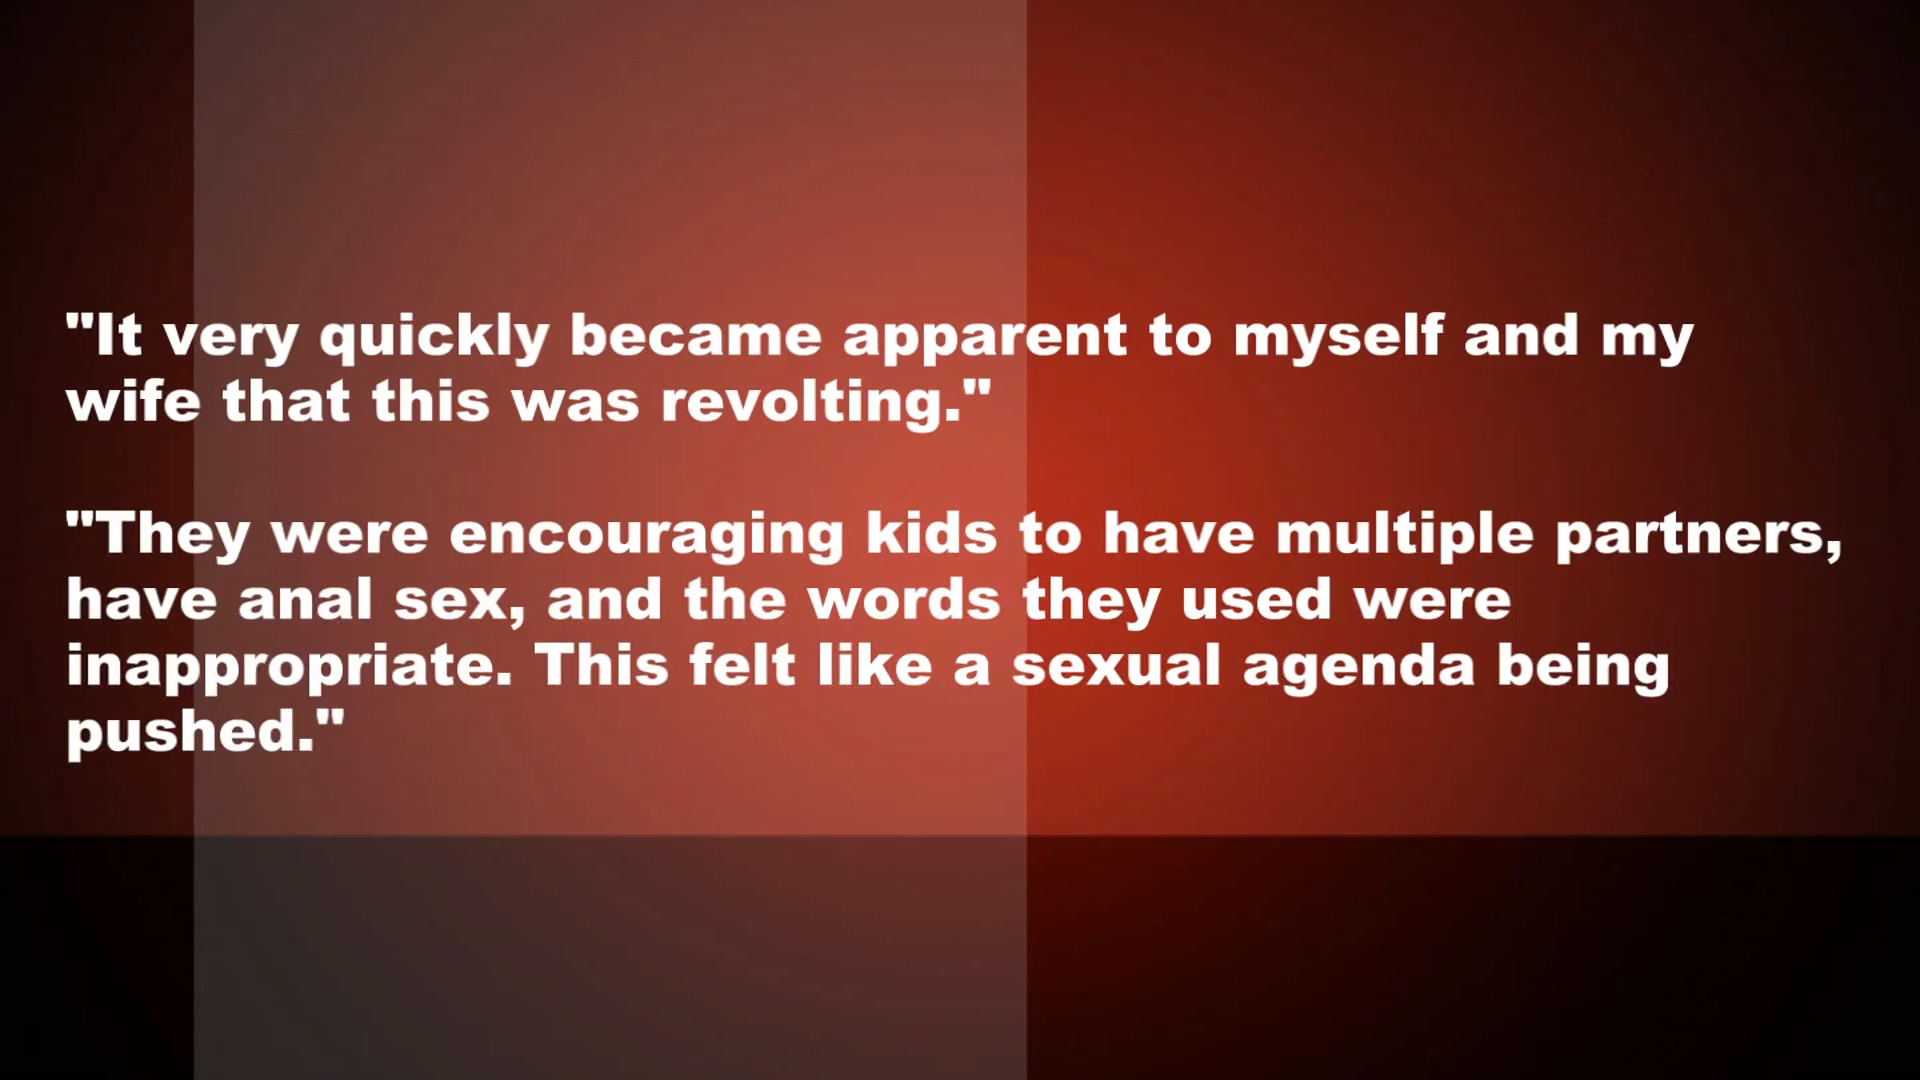 "It very quickly became apparent to myself and my
wife that this was revolting."
"They were encouraging kids to have multiple partners,
have anal sex, and the words they used were
inappropriate. This felt like a sexual agenda being
pushed."